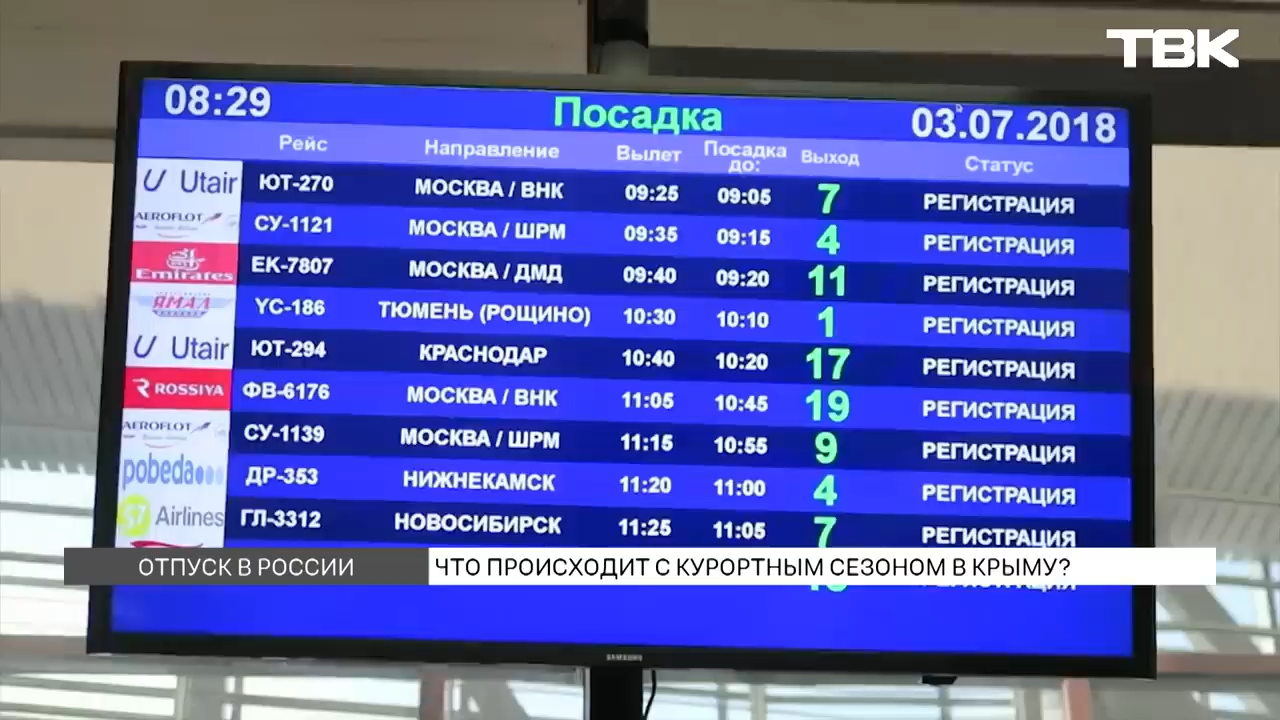 ТВК
08:29 Посадка 03.07.2018
Рейс Направление Вылет Посадка до: Выход Статус
Utair ЮТ-270 МОСКВА / ВНК 09:25 09:05 7 РЕГИСТРАЦИЯ
AEROFLOT СУ-1121 МОСКВА / ШРМ 09:35 09:15 4 РЕГИСТРАЦИЯ
Emirates ЕК-7807 МОСКВА / ДМД 09:40 09:20 11 РЕГИСТРАЦИЯ
ЯМАЛ YC-186 ТЮМЕНЬ (РОЩИНО) 10:30 10:10 1 РЕГИСТРАЦИЯ
Utair ЮТ-294 КРАСНОДАР 10:40 10:20 17 РЕГИСТРАЦИЯ
ROSSIYA ФВ-6176 МОСКВА / ВНК 11:05 10:45 19 РЕГИСТРАЦИЯ
AEROFLOT СУ-1139 МОСКВА / ШРМ 11:15 10:55 9 РЕГИСТРАЦИЯ
pobeda ДР-353 НИЖНЕКАМСК 11:20 11:00 4 РЕГИСТРАЦИЯ
S7 Airlines ГЛ-3312 НОВОСИБИРСК 11:25 11:05 7 РЕГИСТРАЦИЯ
ОТПУСК В РОССИИ ЧТО ПРОИСХОДИТ С КУРОРТНЫМ СЕЗОНОМ В КРЫМУ?
SAMSUNG